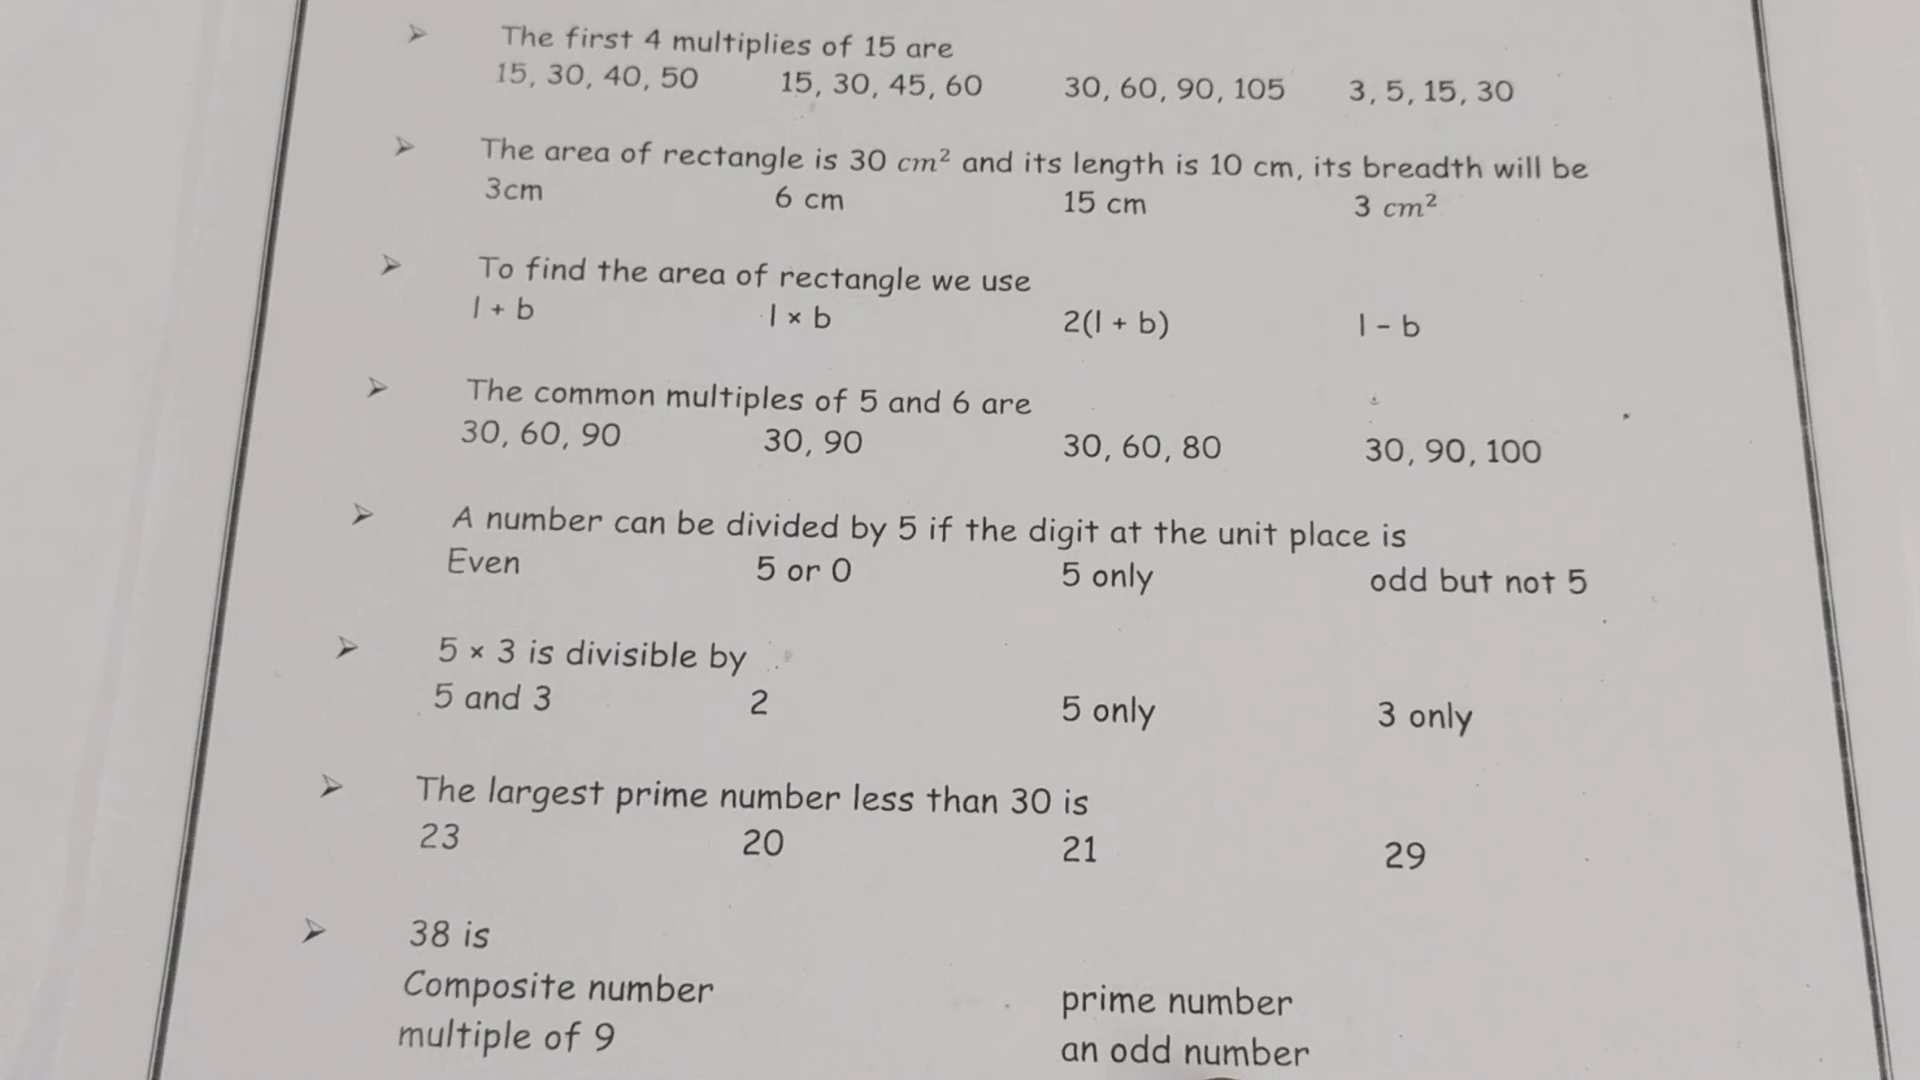 The first 4 multiplies of 15 are
15, 30, 40, 50 15, 30, 45, 60 30, 60, 90, 105 3, 5, 15, 30
The area of rectangle is 30 cm² and its length is 10 cm, its breadth will be
3cm 6 cm 15 cm 3 cm²
To find the area of rectangle we use
l + b l × b 2(l + b) l - b
The common multiples of 5 and 6 are
30, 60, 90 30, 90 30, 60, 80 30, 90, 100
A number can be divided by 5 if the digit at the unit place is
Even 5 or 0 5 only odd but not 5
5 × 3 is divisible by
5 and 3 2 5 only 3 only
The largest prime number less than 30 is
23 20 21 29
38 is
Composite number prime number
multiple of 9 an odd number